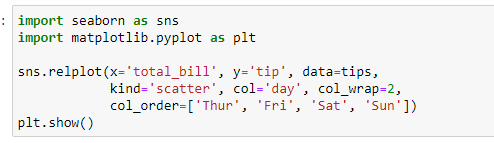 : import seaborn as sns
import matplotlib.pyplot as plt

sns.relplot(x='total_bill', y='tip', data=tips,
            kind='scatter', col='day', col_wrap=2,
            col_order=['Thur', 'Fri', 'Sat', 'Sun'])
plt.show()